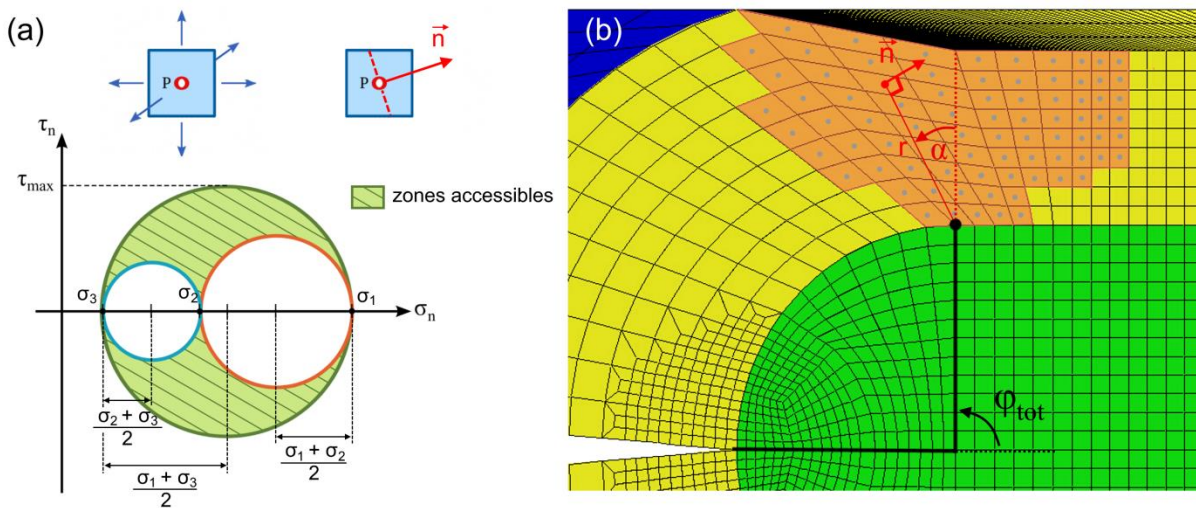 (a)
P
n
P
τn
τmax
zones accessibles
σ3
σ2
σ1
σn
σ2 + σ3
2
σ1 + σ2
2
σ1 + σ3
2
(b)
n
r
α
φtot